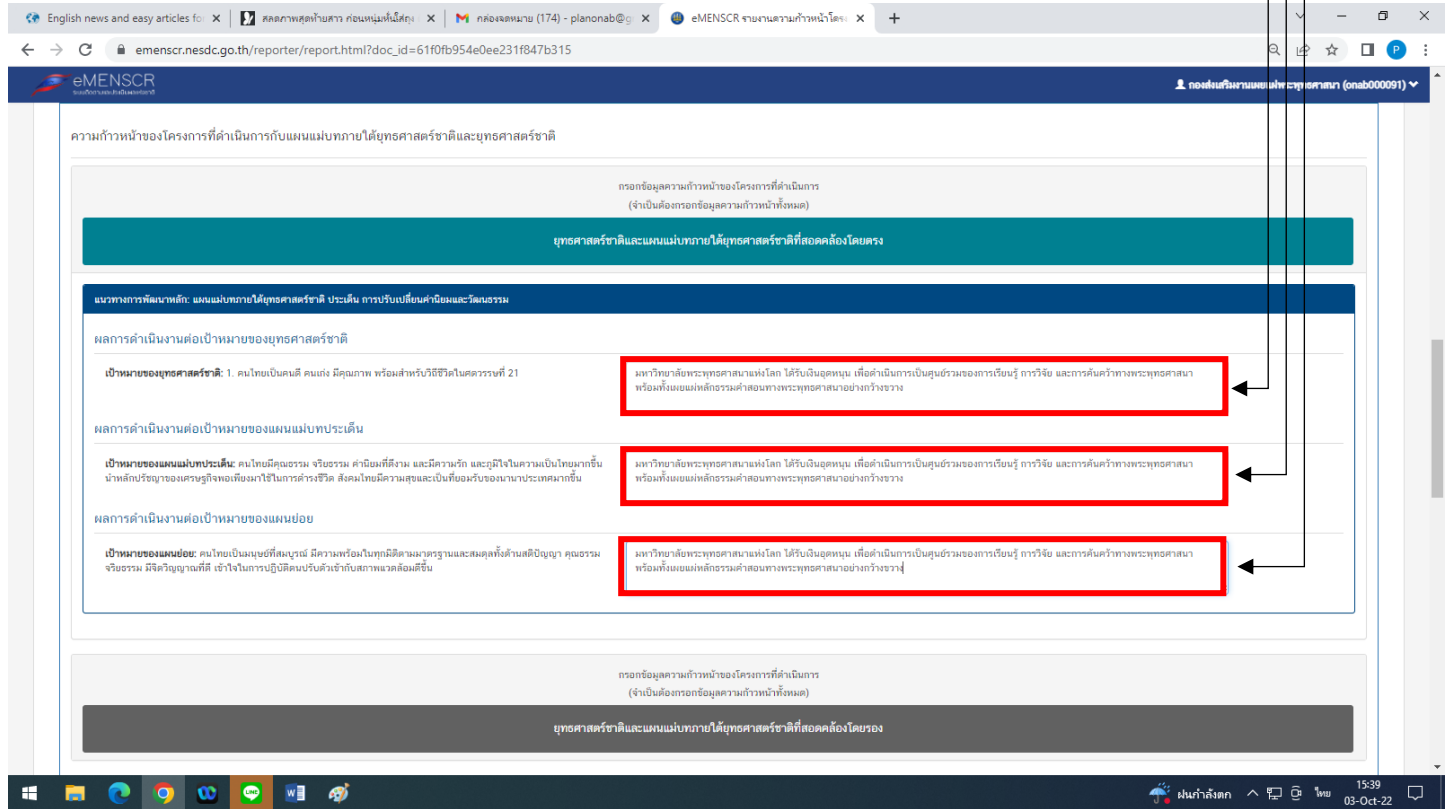 English news and easy articles fo
สลดภาพสุดท้ายสาว ก่อนหนุ่มหื่นใส่กุ
กล่องจดหมาย (174) - planonab@g
eMENSCR รายงานความก้าวหน้าโคร
emenscr.nesdc.go.th/reporter/report.html?doc_id=61f0fb954e0ee231f847b315
P
eMENSCR
กองส่งเสริมงานเผยแผ่พระพุทธศาสนา (onab000091)
ความก้าวหน้าของโครงการที่ดำเนินการกับแผนแม่บทภายใต้ยุทธศาสตร์ชาติและยุทธศาสตร์ชาติ
กรอกข้อมูลความก้าวหน้าของโครงการที่ดำเนินการ
(จำเป็นต้องกรอกข้อมูลความก้าวหน้าทั้งหมด)
ยุทธศาสตร์ชาติและแผนแม่บทภายใต้ยุทธศาสตร์ชาติที่สอดคล้องโดยตรง
แนวทางการพัฒนาหลัก: แผนแม่บทภายใต้ยุทธศาสตร์ชาติ ประเด็น การปรับเปลี่ยนค่านิยมและวัฒนธรรม
ผลการดำเนินงานต่อเป้าหมายของยุทธศาสตร์ชาติ
เป้าหมายของยุทธศาสตร์ชาติ: 1. คนไทยเป็นคนดี คนเก่ง มีคุณภาพ พร้อมสำหรับวิถีชีวิตในศตวรรษที่ 21
มหาวิทยาลัยพระพุทธศาสนาแห่งโลก ได้รับเงินอุดหนุน เพื่อดำเนินการเป็นศูนย์รวมของการเรียนรู้ การวิจัย และการค้นคว้าทางพระพุทธศาสนา
พร้อมทั้งเผยแผ่หลักธรรมคำสอนทางพระพุทธศาสนาอย่างกว้างขวาง
ผลการดำเนินงานต่อเป้าหมายของแผนแม่บทประเด็น
เป้าหมายของแผนแม่บทประเด็น: คนไทยมีคุณธรรม จริยธรรม ค่านิยมที่ดีงาม และมีความรัก และภูมิใจในความเป็นไทยมากขึ้น
นำหลักปรัชญาของเศรษฐกิจพอเพียงมาใช้ในการดำรงชีวิต สังคมไทยมีความสุขและเป็นที่ยอมรับของนานาประเทศมากขึ้น
มหาวิทยาลัยพระพุทธศาสนาแห่งโลก ได้รับเงินอุดหนุน เพื่อดำเนินการเป็นศูนย์รวมของการเรียนรู้ การวิจัย และการค้นคว้าทางพระพุทธศาสนา
พร้อมทั้งเผยแผ่หลักธรรมคำสอนทางพระพุทธศาสนาอย่างกว้างขวาง
ผลการดำเนินงานต่อเป้าหมายของแผนย่อย
เป้าหมายของแผนย่อย: คนไทยเป็นมนุษย์ที่สมบูรณ์ มีความพร้อมในทุกมิติตามมาตรฐานและสมดุลทั้งด้านสติปัญญา คุณธรรม
จริยธรรม มีจิตวิญญาณที่ดี เข้าใจในการปฏิบัติตนปรับตัวเข้ากับสภาพแวดล้อมดีขึ้น
มหาวิทยาลัยพระพุทธศาสนาแห่งโลก ได้รับเงินอุดหนุน เพื่อดำเนินการเป็นศูนย์รวมของการเรียนรู้ การวิจัย และการค้นคว้าทางพระพุทธศาสนา
พร้อมทั้งเผยแผ่หลักธรรมคำสอนทางพระพุทธศาสนาอย่างกว้างขวาง
กรอกข้อมูลความก้าวหน้าของโครงการที่ดำเนินการ
(จำเป็นต้องกรอกข้อมูลความก้าวหน้าทั้งหมด)
ยุทธศาสตร์ชาติและแผนแม่บทภายใต้ยุทธศาสตร์ชาติที่สอดคล้องโดยรอง
ฝนกำลังตก
ไทย
15:39
03-Oct-22